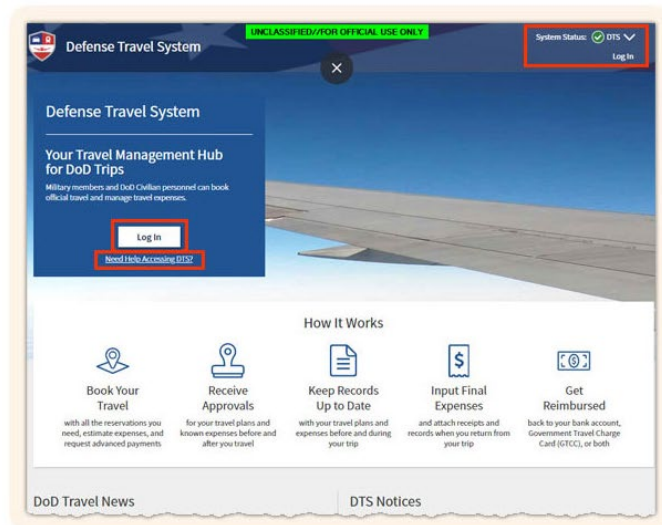 UNCLASSIFIED//FOR OFFICIAL USE ONLY
Defense Travel System
System Status: DTS
Log In
Defense Travel System
Your Travel Management Hub
for DoD Trips
Military members and DoD Civilian personnel can book
official travel and manage travel expenses.
Log In
Need Help Accessing DTS?
How It Works
Book Your
Travel
with all the reservations you
need, estimate expenses, and
request advanced payments
Receive
Approvals
for your travel plans and
known expenses before and
after you travel
Keep Records
Up to Date
with your travel plans and
expenses before and during
your trip
Input Final
Expenses
and attach receipts and
records when you return from
your trip
Get
Reimbursed
back to your bank account,
Government Travel Charge
Card (GTCC), or both
DoD Travel News
DTS Notices